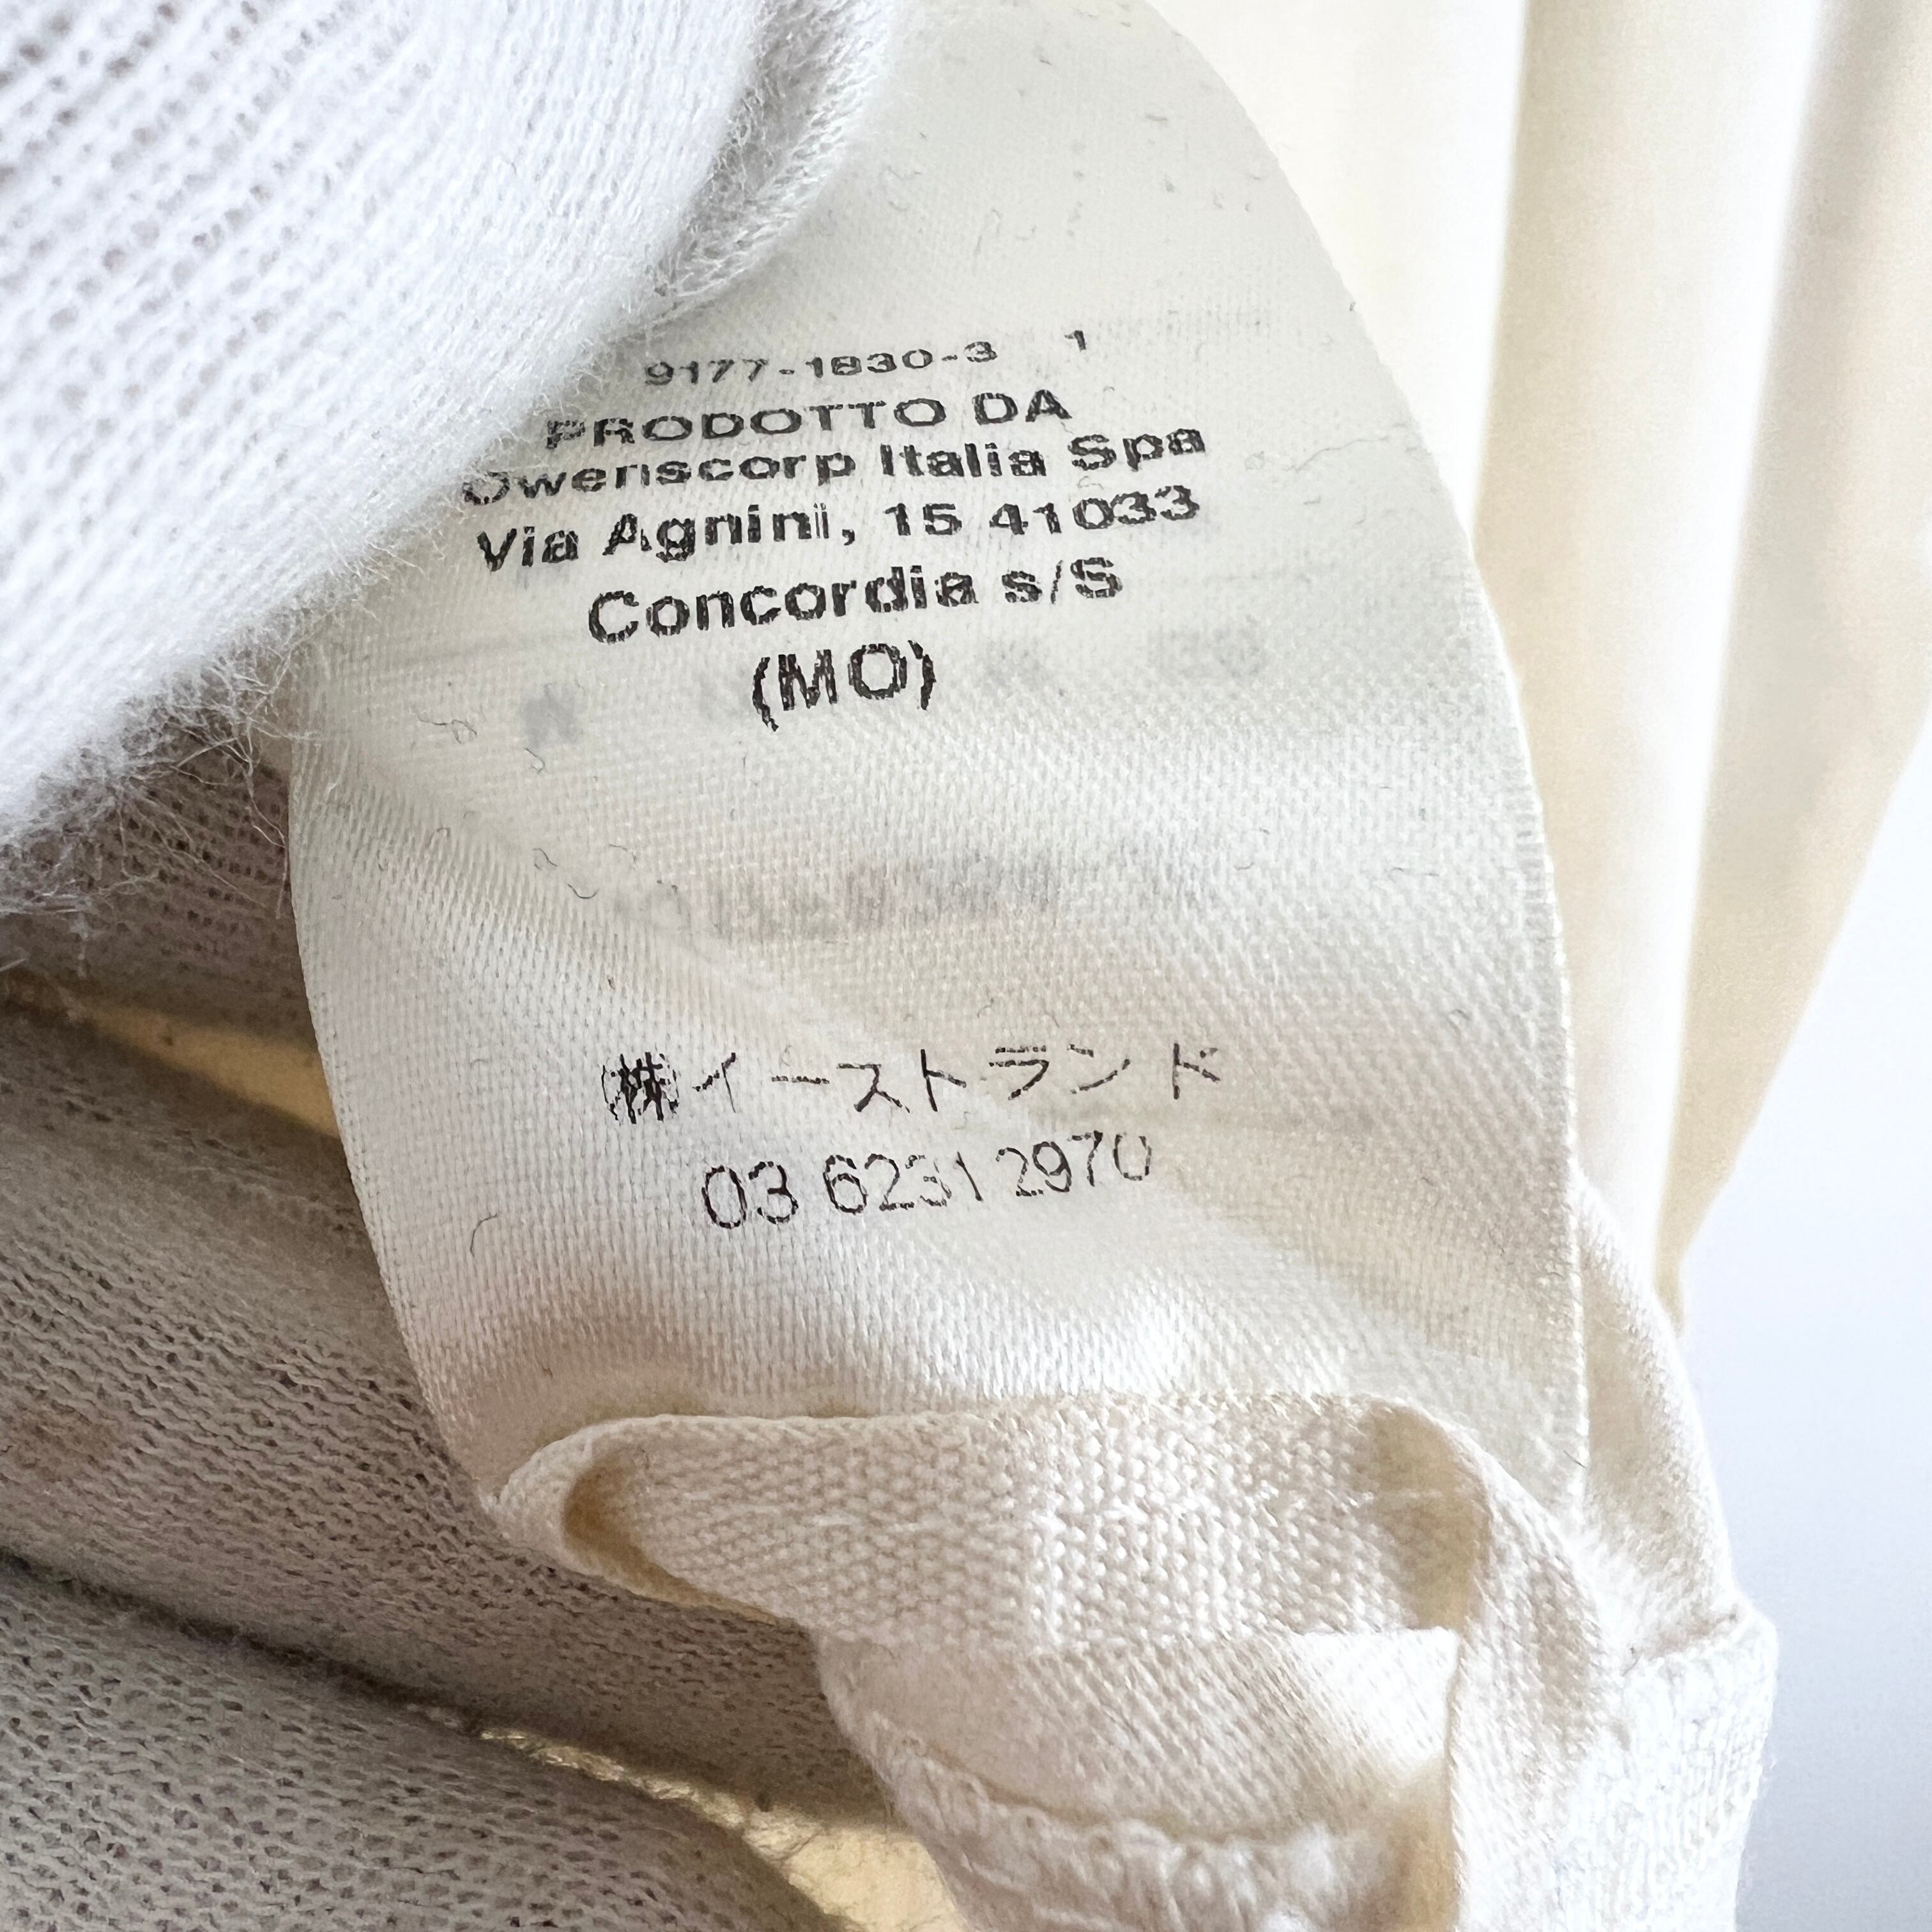 9177-1830-3 1
PRODOTTO DA
Owenscorp Italia Spa
Via Agnini, 15 41033
Concordia s/S
(MO)
㈱イーストランド
03 6231 2970